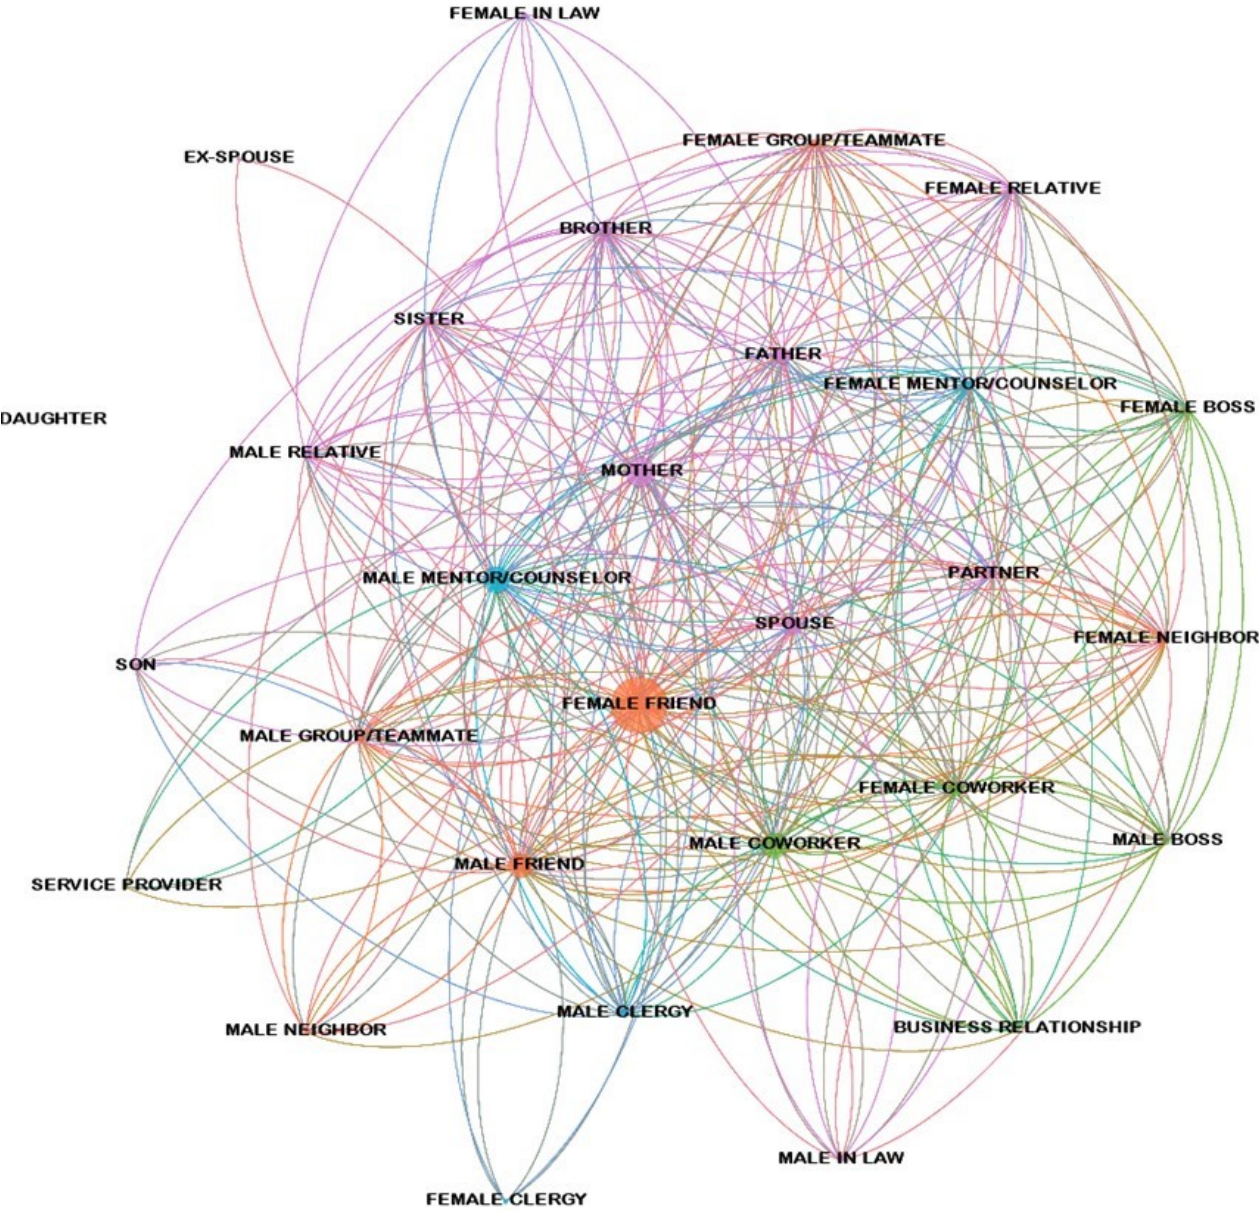 FEMALE IN LAW
FEMALE GROUP/TEAMMATE
EX-SPOUSE
FEMALE RELATIVE
BROTHER
SISTER
FATHER
FEMALE MENTOR/COUNSELOR
FEMALE BOSS
DAUGHTER
MALE RELATIVE
MOTHER
PARTNER
MALE MENTOR/COUNSELOR
SPOUSE
FEMALE NEIGHBOR
SON
FEMALE FRIEND
MALE GROUP/TEAMMATE
FEMALE COWORKER
MALE BOSS
MALE COWORKER
MALE FRIEND
SERVICE PROVIDER
MALE CLERGY
BUSINESS RELATIONSHIP
MALE NEIGHBOR
MALE IN LAW
FEMALE CLERGY